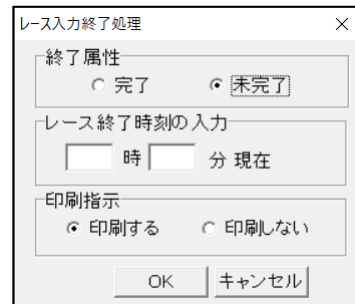 レース入力終了処理
終了属性
完了 未完了
レース終了時刻の入力
時 分 現在
印刷指示
印刷する 印刷しない
OK キャンセル